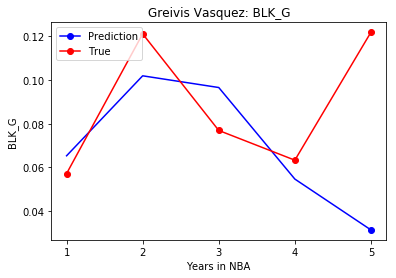 Greivis Vasquez: BLK_G
Prediction
True
0.12
0.10
0.08
0.06
0.04
BLK_G
1 2 3 4 5
Years in NBA